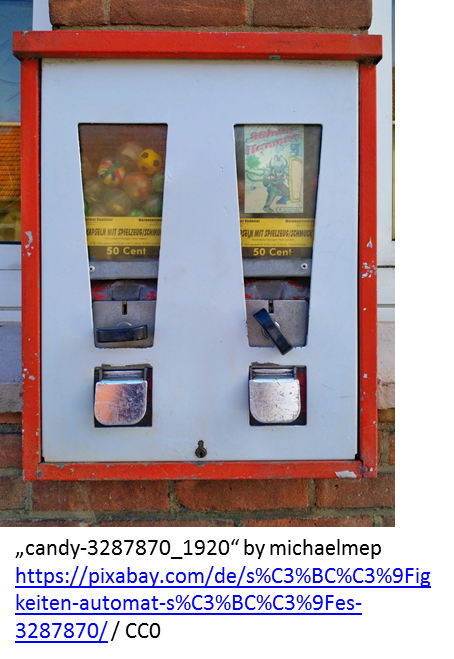 KAPSELN MIT SPIELZEUG/SCHMUCK
50 Cent
50 Cent
„candy-3287870_1920“ by michaelmep
https://pixabay.com/de/s%C3%BC%C3%9Fig
keiten-automat-s%C3%BC%C3%9Fes-
3287870/ / CC0